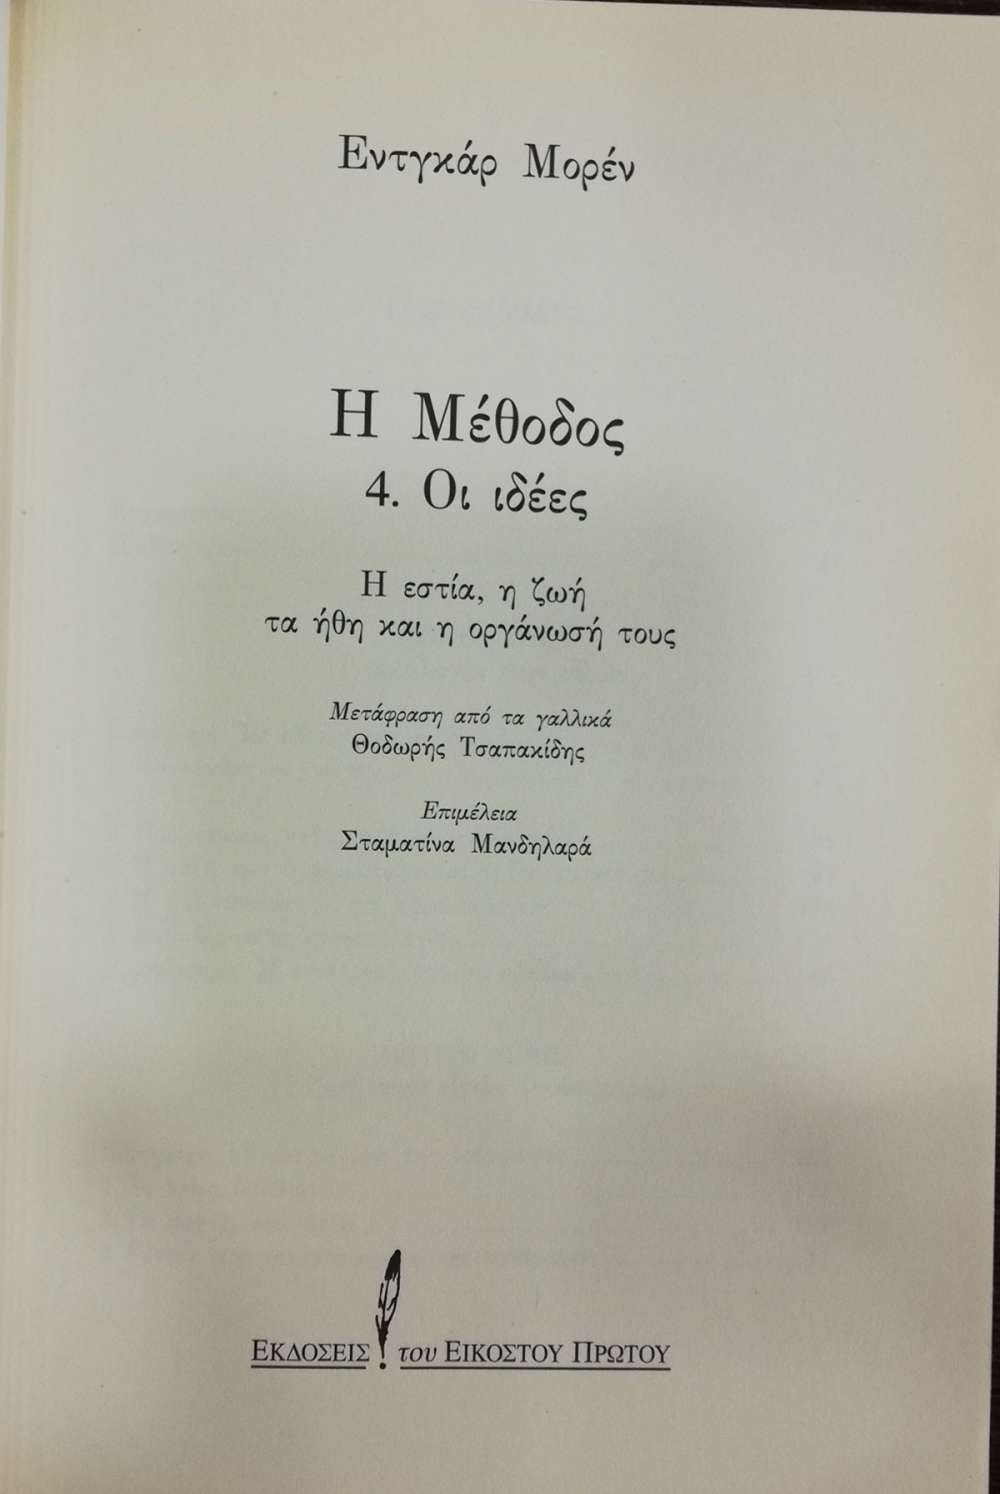 Εντγκάρ Μορέν
Η Μέθοδος
4. Οι ιδέες
Η εστία, η ζωή
τα ήθη και η οργάνωσή τους
Μετάφραση από τα γαλλικά
Θοδωρής Τσαπακίδης
Επιμέλεια
Σταματίνα Μανδηλαρά
ΕΚΔΟΣΕΙΣ του ΕΙΚΟΣΤΟΥ ΠΡΩΤΟΥ